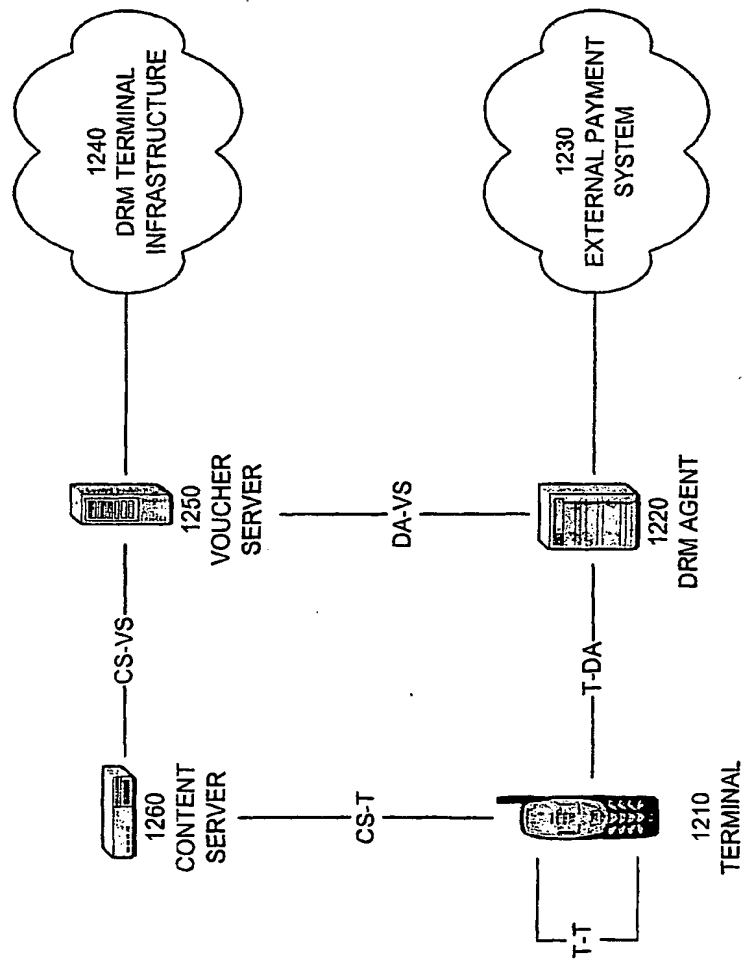 1240
DRM TERMINAL
INFRASTRUCTURE
1230
EXTERNAL PAYMENT
SYSTEM
1250
VOUCHER
SERVER
DA-VS
1220
DRM AGENT
CS-VS
T-DA
1260
CONTENT
SERVER
CS-T
1210
TERMINAL
T-T